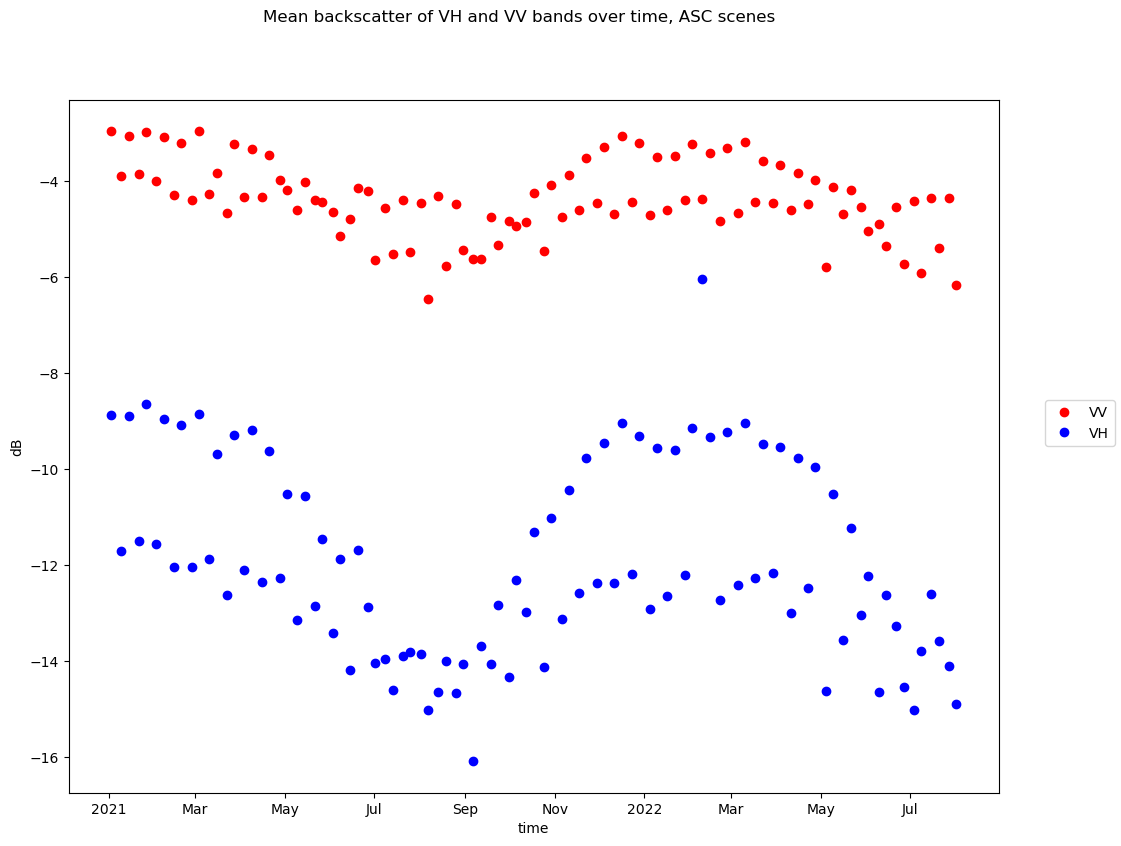 Mean backscatter of VH and VV bands over time, ASC scenes
−4
−6
−8
−10
−12
−14
−16
dB
2021 Mar May Jul Sep Nov 2022 Mar May Jul
time
VV
VH